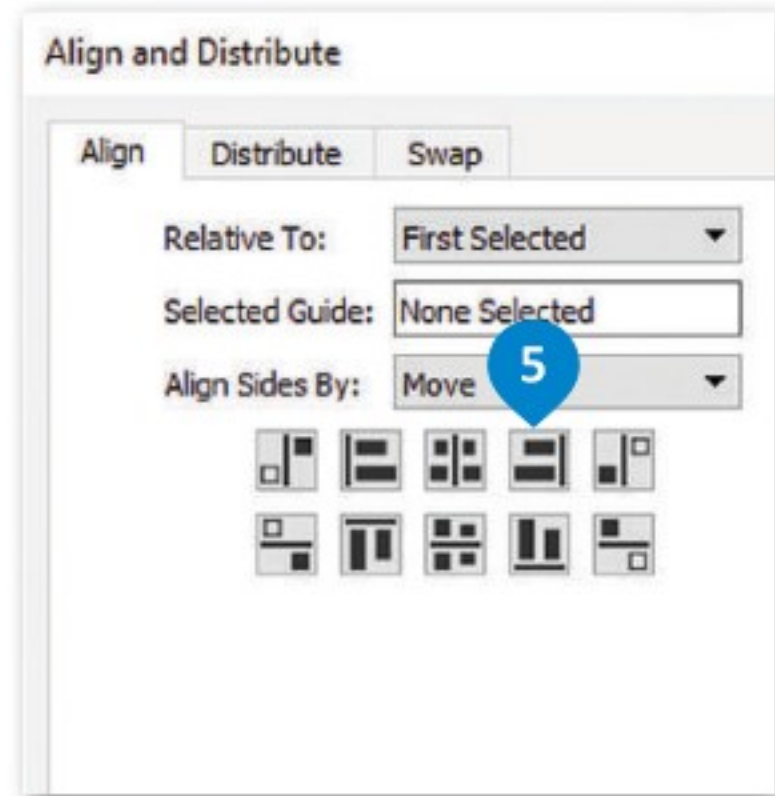 Align and Distribute
Align Distribute Swap
Relative To: First Selected
Selected Guide: None Selected
Align Sides By: Move
5